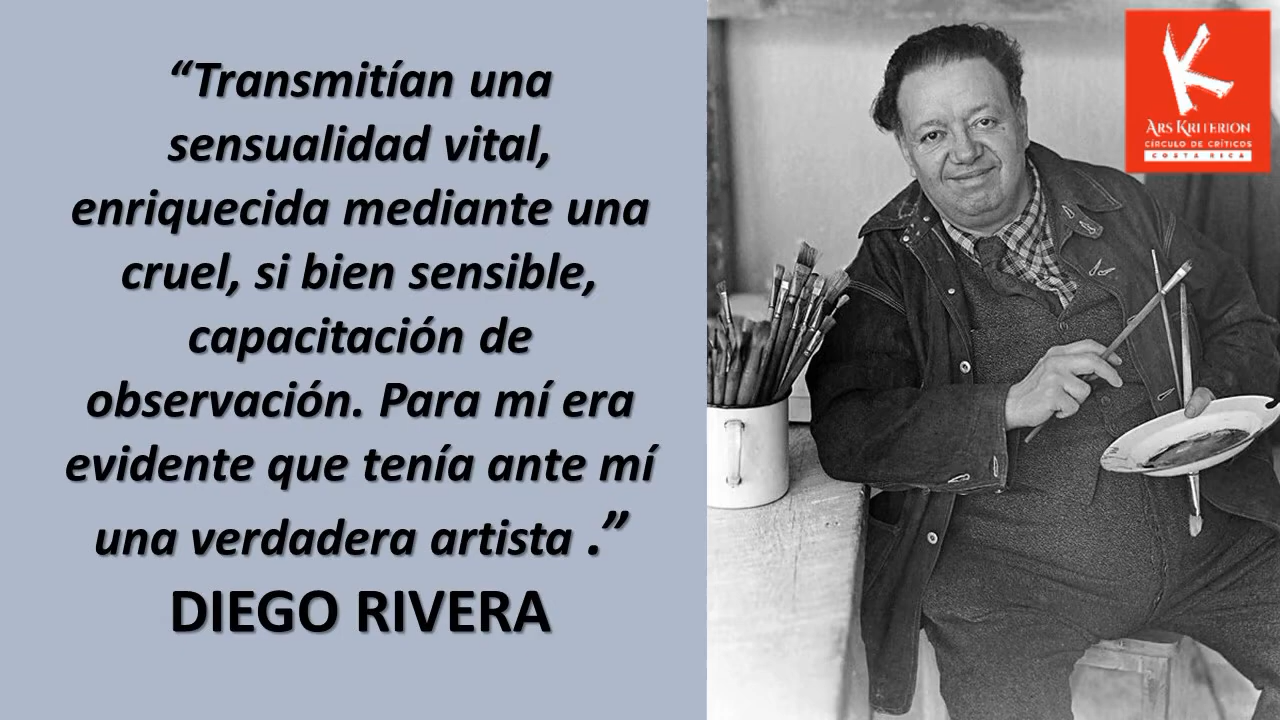 “Transmitían una
sensualidad vital,
enriquecida mediante una
cruel, si bien sensible,
capacitación de
observación. Para mí era
evidente que tenía ante mí
una verdadera artista .”
DIEGO RIVERA
K
ARS KRITERION
CÍRCULO DE CRÍTICOS
COSTA RICA